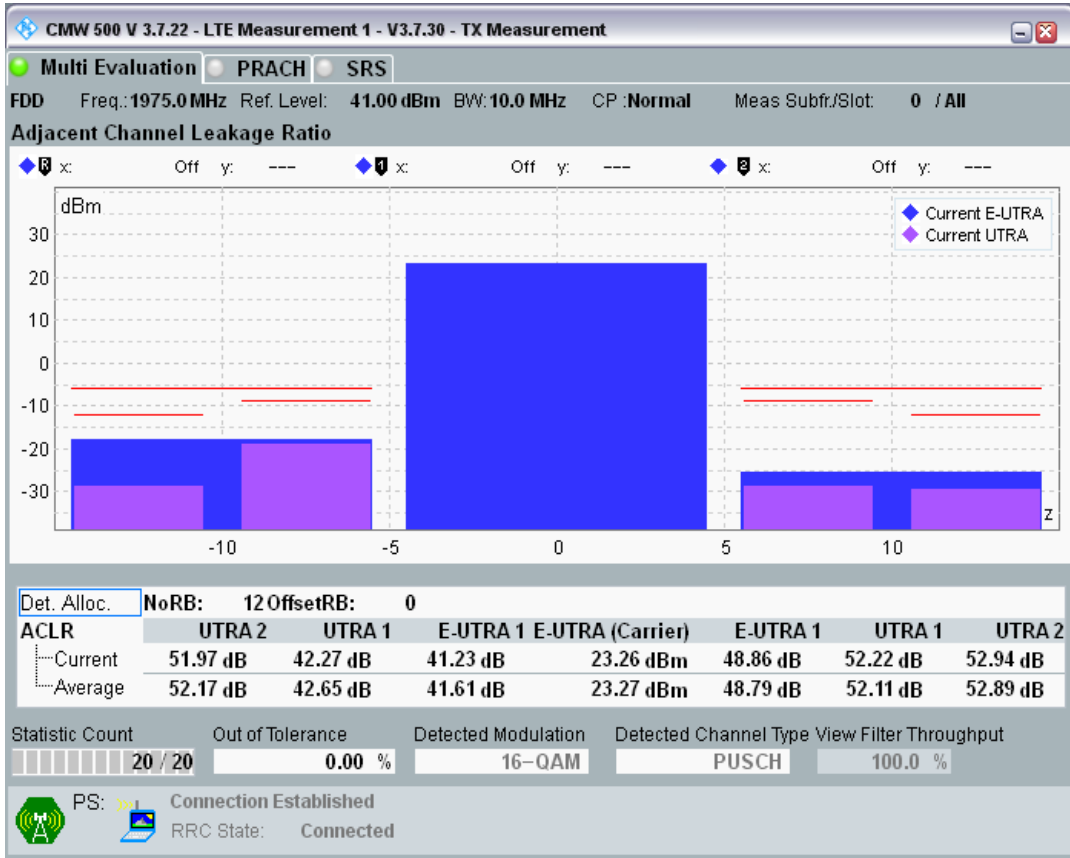 CMW 500 V 3.7.22 - LTE Measurement 1 - V3.7.30 - TX Measurement
Multi Evaluation PRACH SRS
FDD Freq.: 1975.0 MHz Ref. Level: 41.00 dBm BW: 10.0 MHz CP :Normal Meas Subfr./Slot: 0 / All
Adjacent Channel Leakage Ratio
R x: Off y: --- 1 x: Off y: --- 2 x: Off y: ---
dBm
Current E-UTRA
Current UTRA
30
20
10
0
-10
-20
-30
z
-10 -5 0 5 10
Det. Alloc. NoRB: 12 OffsetRB: 0
ACLR UTRA 2 UTRA 1 E-UTRA 1 E-UTRA (Carrier) E-UTRA 1 UTRA 1 UTRA 2
Current 51.97 dB 42.27 dB 41.23 dB 23.26 dBm 48.86 dB 52.22 dB 52.94 dB
Average 52.17 dB 42.65 dB 41.61 dB 23.27 dBm 48.79 dB 52.11 dB 52.89 dB
Statistic Count Out of Tolerance Detected Modulation Detected Channel Type View Filter Throughput
20 / 20 0.00 % 16-QAM PUSCH 100.0 %
PS: Connection Established
RRC State: Connected